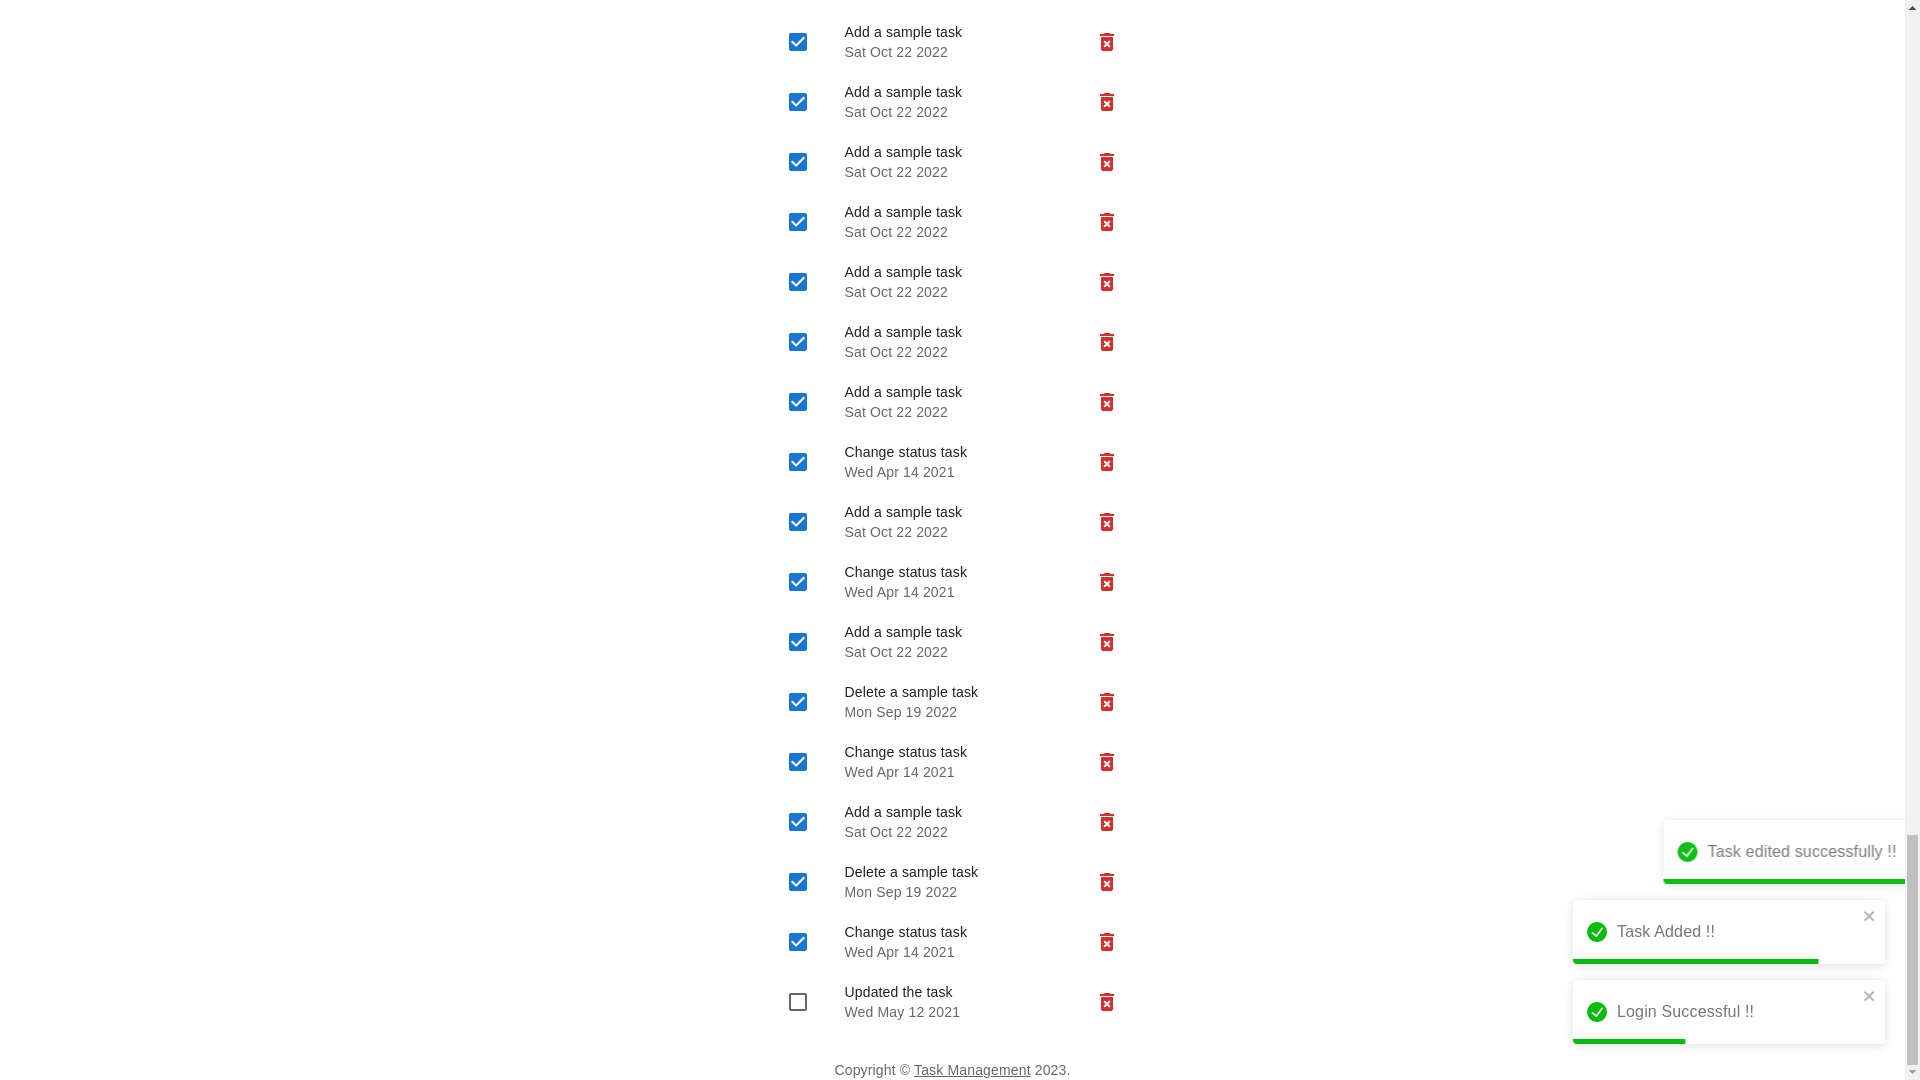 Add a sample task
Sat Oct 22 2022
Add a sample task
Sat Oct 22 2022
Add a sample task
Sat Oct 22 2022
Add a sample task
Sat Oct 22 2022
Add a sample task
Sat Oct 22 2022
Add a sample task
Sat Oct 22 2022
Add a sample task
Sat Oct 22 2022
Change status task
Wed Apr 14 2021
Add a sample task
Sat Oct 22 2022
Change status task
Wed Apr 14 2021
Add a sample task
Sat Oct 22 2022
Delete a sample task
Mon Sep 19 2022
Change status task
Wed Apr 14 2021
Add a sample task
Sat Oct 22 2022
Delete a sample task
Mon Sep 19 2022
Change status task
Wed Apr 14 2021
Updated the task
Wed May 12 2021
Copyright © Task Management 2023.
Task edited successfully !!
Task Added !!
Login Successful !!